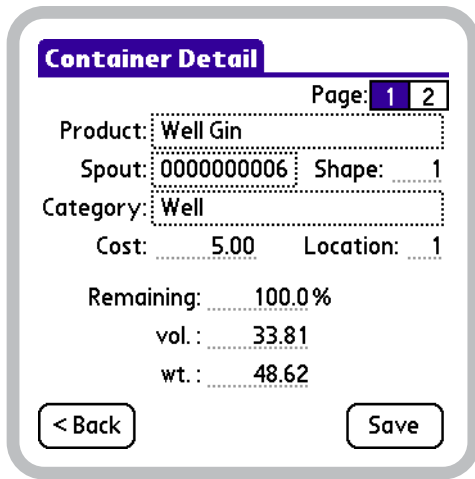 Container Detail
Page: 1 2
Product: Well Gin
Spout: 0000000006 Shape: 1
Category: Well
Cost: 5.00 Location: 1
Remaining: 100.0%
vol. : 33.81
wt. : 48.62
< Back Save